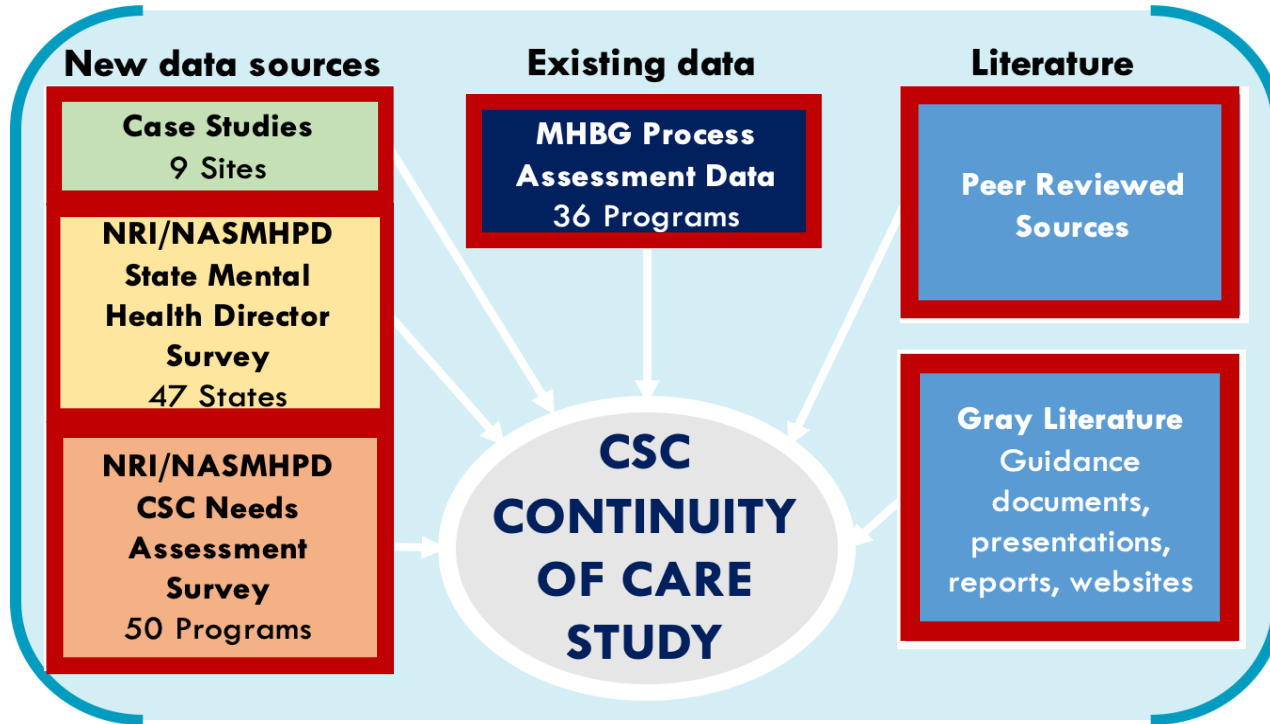 New data sources
Case Studies
9 Sites
NRI/NASMHPD
State Mental
Health Director
Survey
47 States
NRI/NASMHPD
CSC Needs
Assessment
Survey
50 Programs
Existing data
MHBG Process
Assessment Data
36 Programs
Literature
Peer Reviewed
Sources
Gray Literature
Guidance
documents,
presentations,
reports, websites
CSC
CONTINUITY
OF CARE
STUDY